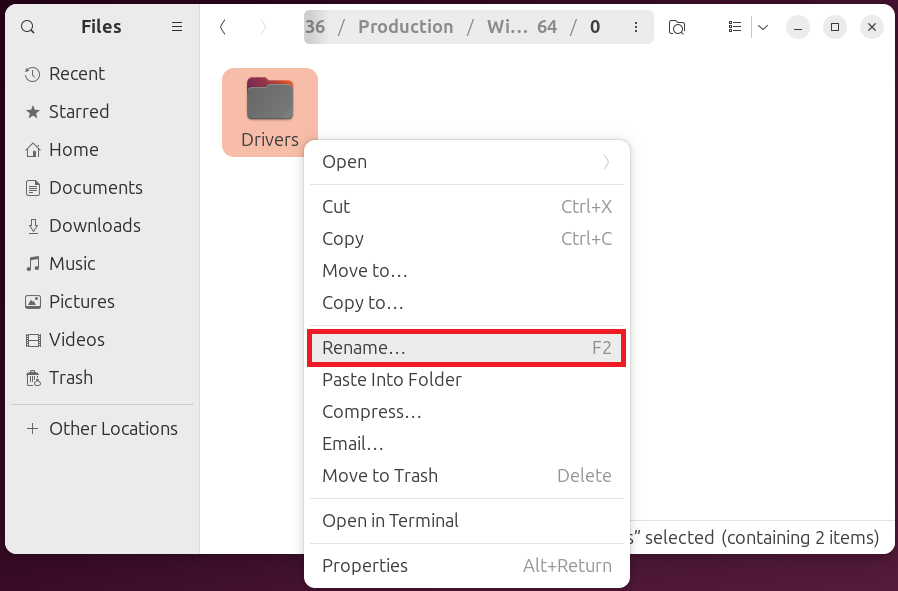 Files
36 / Production / Wi... 64 / 0
Recent
Starred
Home
Documents
Downloads
Music
Pictures
Videos
Trash
Other Locations
Drivers
Open
Cut Ctrl+X
Copy Ctrl+C
Move to...
Copy to...
Rename... F2
Paste Into Folder
Compress...
Email...
Move to Trash Delete
Open in Terminal
Properties Alt+Return
s” selected (containing 2 items)